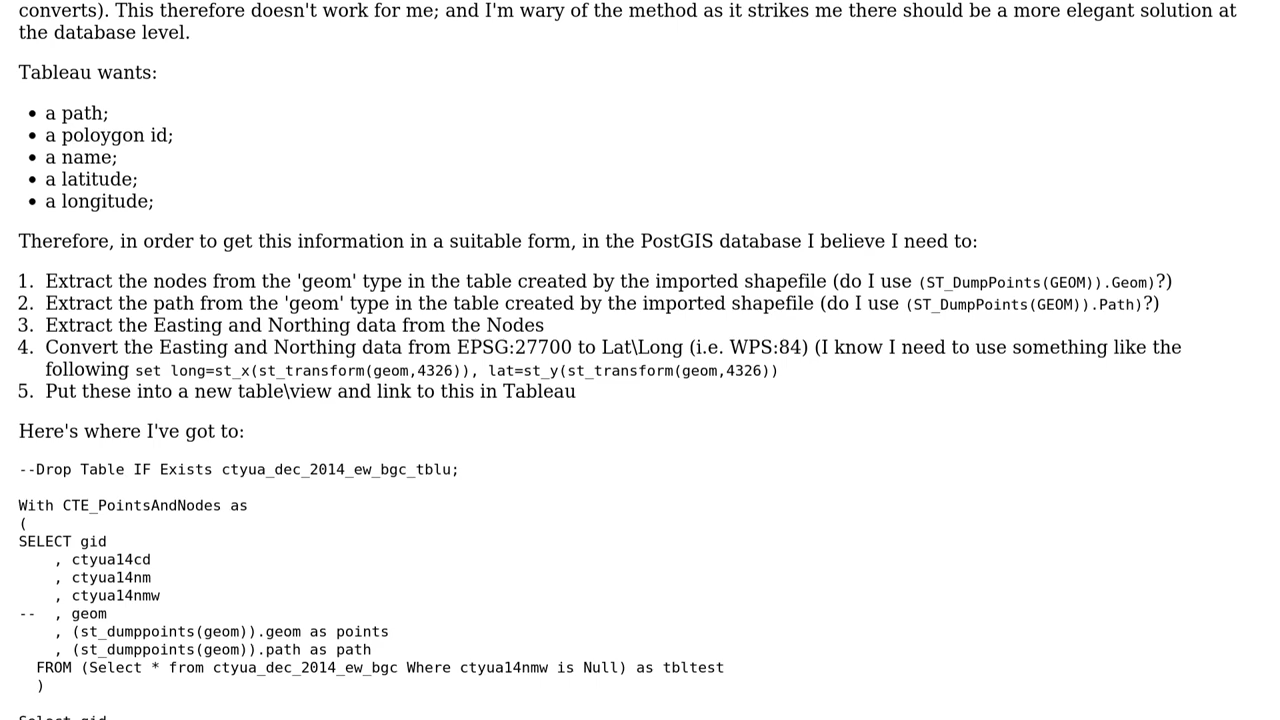 converts). This therefore doesn't work for me; and I'm wary of the method as it strikes me there should be a more elegant solution at
the database level.
Tableau wants:
• a path;
• a poloygon id;
• a name;
• a latitude;
• a longitude;
Therefore, in order to get this information in a suitable form, in the PostGIS database I believe I need to:
1. Extract the nodes from the 'geom' type in the table created by the imported shapefile (do I use (ST_DumpPoints(GEOM)).Geom)?)
2. Extract the path from the 'geom' type in the table created by the imported shapefile (do I use (ST_DumpPoints(GEOM)).Path)?)
3. Extract the Easting and Northing data from the Nodes
4. Convert the Easting and Northing data from EPSG:27700 to Lat\Long (i.e. WPS:84) (I know I need to use something like the
following set long=st_x(st_transform(geom,4326)), lat=st_y(st_transform(geom,4326))
5. Put these into a new table\view and link to this in Tableau
Here's where I've got to:
--Drop Table IF Exists ctyua_dec_2014_ew_bgc_tblu;
With CTE_PointsAndNodes as
(
SELECT gid
, ctyua14cd
, ctyua14nm
, ctyua14nmw
-- , geom
, (st_dumppoints(geom)).geom as points
, (st_dumppoints(geom)).path as path
FROM (Select * from ctyua_dec_2014_ew_bgc Where ctyua14nmw is Null) as tbltest
)
Select gid